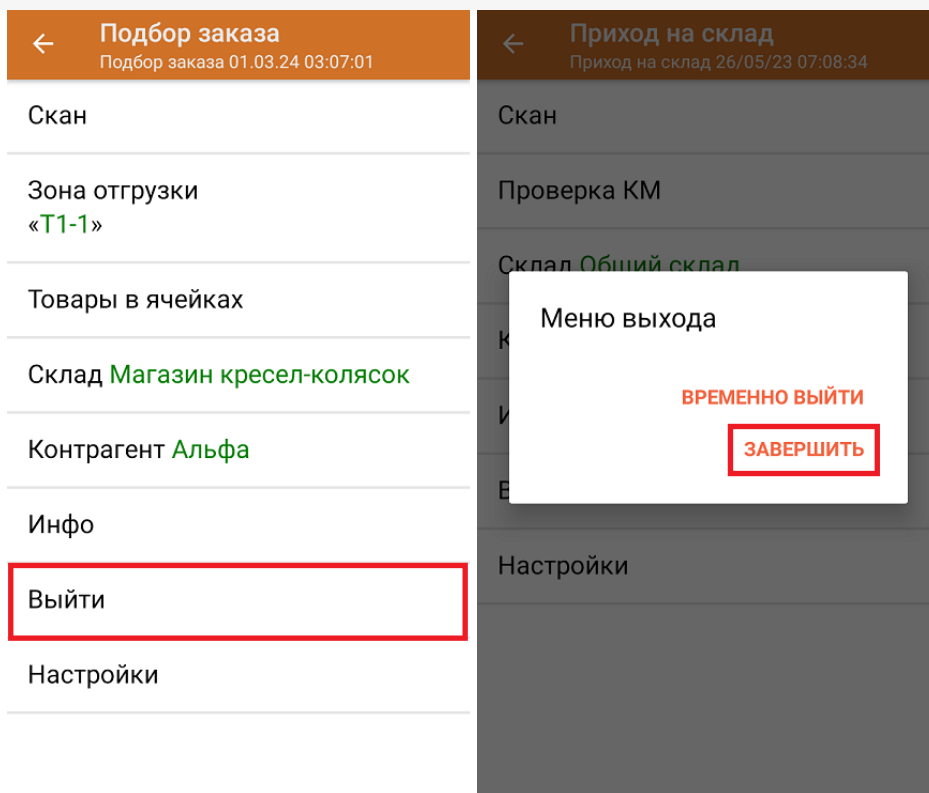 Подбор заказа
Подбор заказа 01.03.24 03:07:01
Скан
Зона отгрузки
«Т1-1»
Товары в ячейках
Склад Магазин кресел-колясок
Контрагент Альфа
Инфо
Выйти
Настройки
Приход на склад
Приход на склад 26/05/23 07:08:34
Скан
Проверка КМ
Склад Общий склад
Меню выхода
ВРЕМЕННО ВЫЙТИ
ЗАВЕРШИТЬ
Настройки